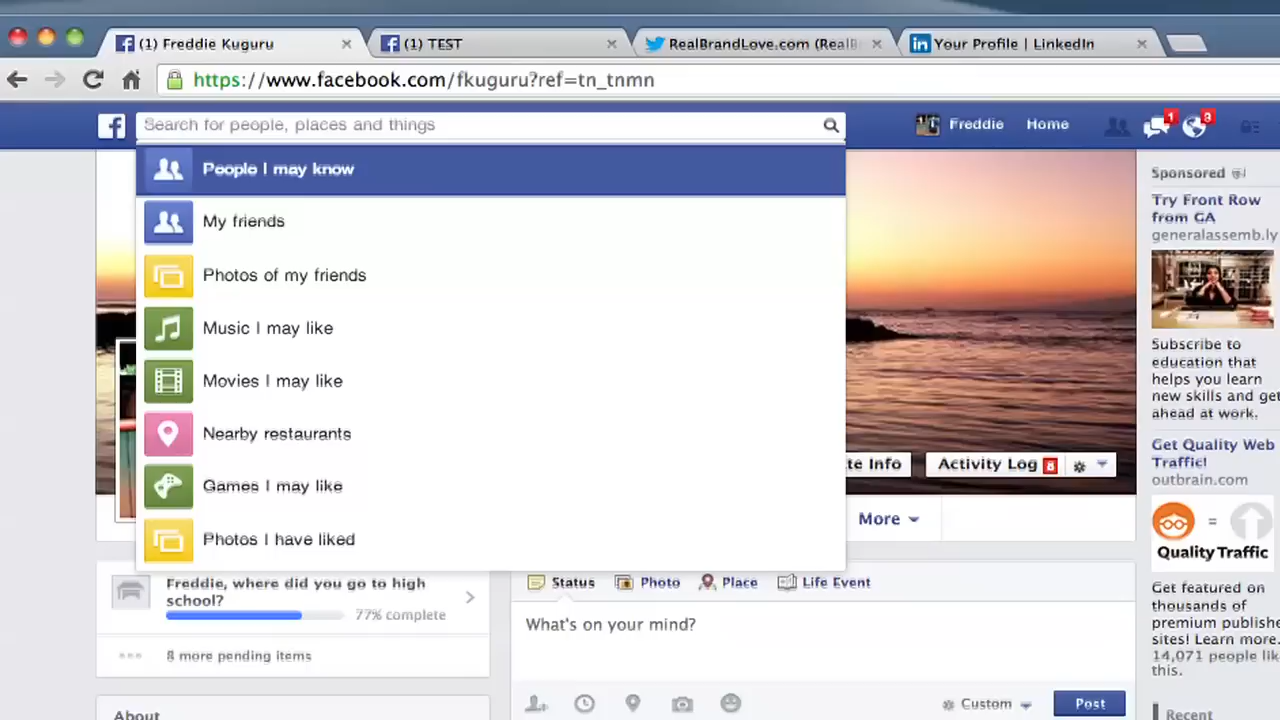 (1) Freddie Kuguru
(1) TEST
RealBrandLove.com (RealB
Your Profile | LinkedIn
https://www.facebook.com/fkuguru?ref=tn_tnmn
Search for people, places and things
Freddie
Home
1
3
People I may know
My friends
Photos of my friends
Music I may like
Movies I may like
Nearby restaurants
Games I may like
Photos I have liked
te Info
Activity Log 8
More
Freddie, where did you go to high
school?
77% complete
8 more pending items
About
Status
Photo
Place
Life Event
What's on your mind?
Custom
Post
Sponsored
Try Front Row
from GA
generalassemb.ly
Subscribe to
education that
helps you learn
new skills and get
ahead at work.
Get Quality Web
Traffic!
outbrain.com
=
Quality Traffic
Get featured on
thousands of
premium publishe
sites! Learn more.
14,071 people lik
this.
Recent